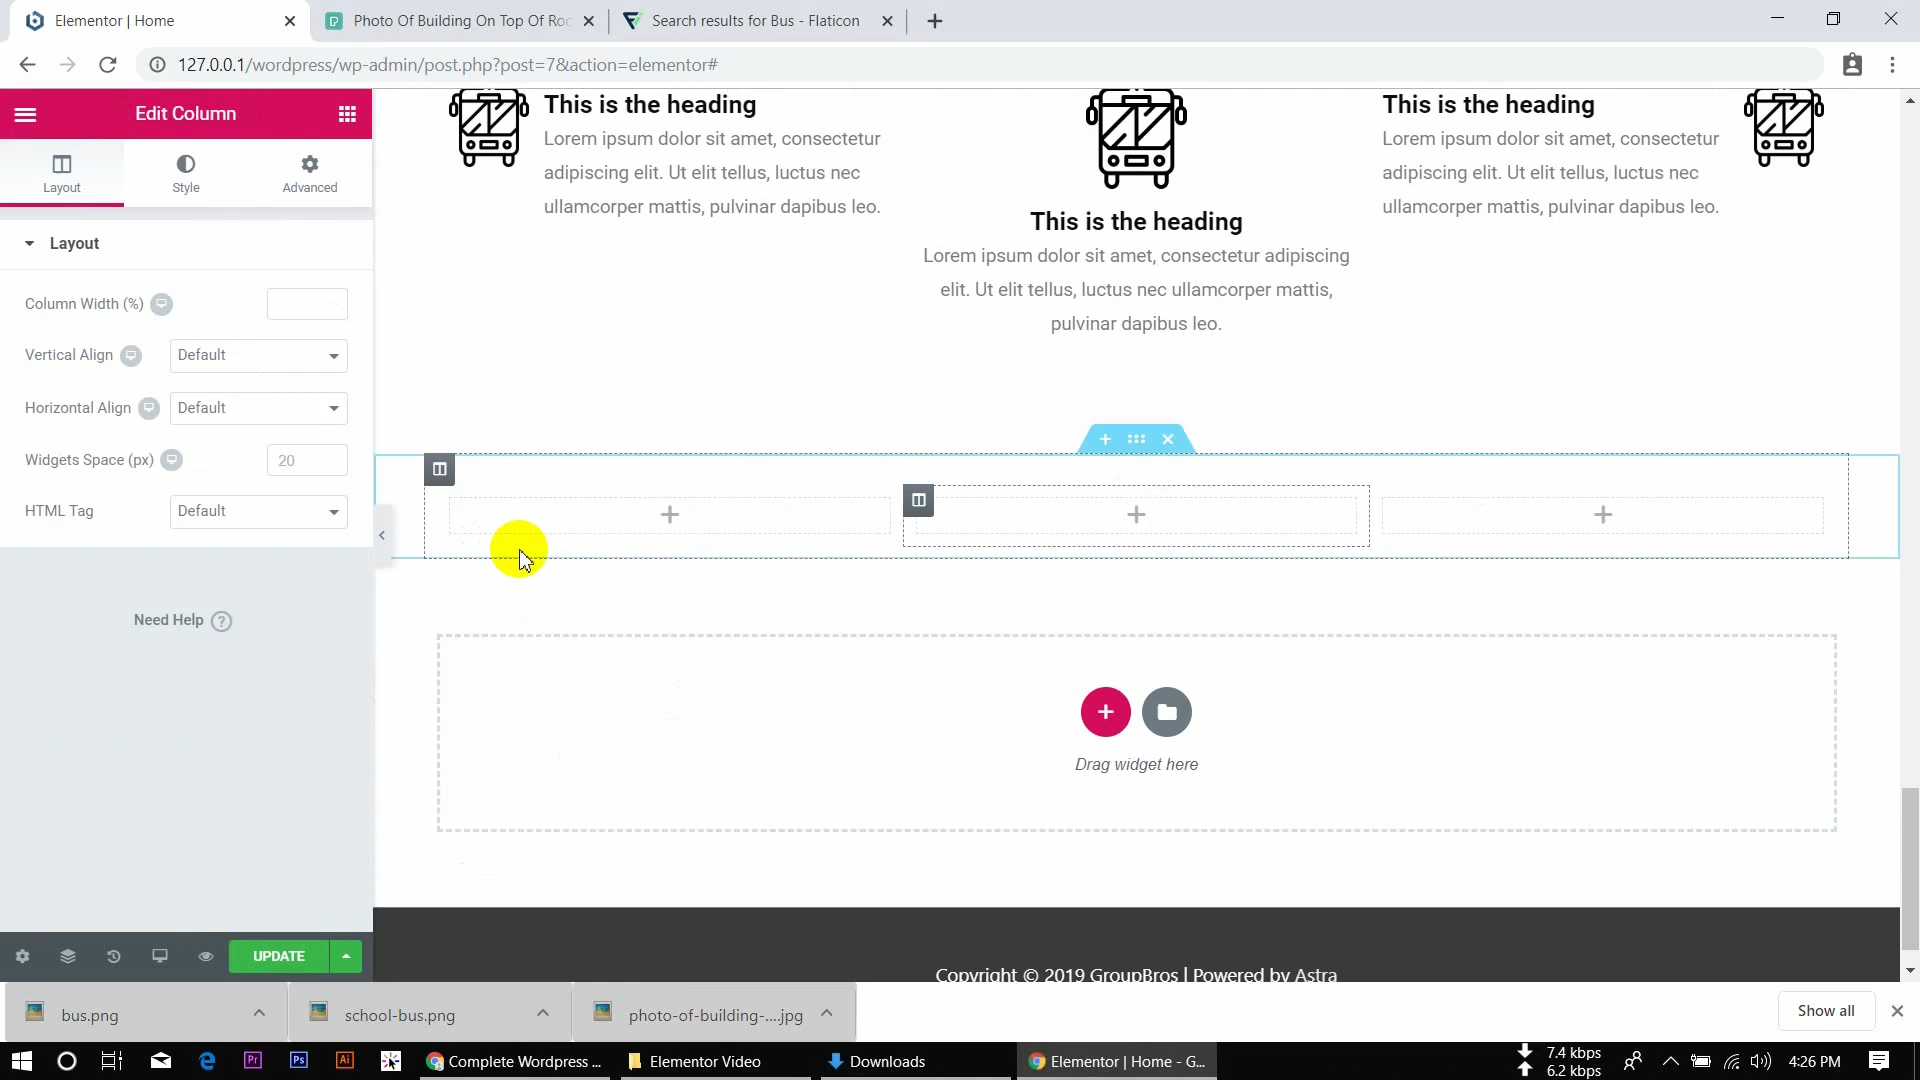 Elementor | Home
Photo Of Building On Top Of Roc
Search results for Bus - Flaticon
127.0.0.1/wordpress/wp-admin/post.php?post=7&action=elementor#
Edit Column
Layout
Style
Advanced
Layout
Column Width (%)
Vertical Align
Default
Horizontal Align
Default
Widgets Space (px)
20
HTML Tag
Default
Need Help ?
UPDATE
This is the heading
Lorem ipsum dolor sit amet, consectetur
adipiscing elit. Ut elit tellus, luctus nec
ullamcorper mattis, pulvinar dapibus leo.
This is the heading
Lorem ipsum dolor sit amet, consectetur adipiscing
elit. Ut elit tellus, luctus nec ullamcorper mattis,
pulvinar dapibus leo.
This is the heading
Lorem ipsum dolor sit amet, consectetur
adipiscing elit. Ut elit tellus, luctus nec
ullamcorper mattis, pulvinar dapibus leo.
Drag widget here
Copyright © 2019 GroupBros | Powered by Astra
bus.png
school-bus.png
photo-of-building-....jpg
Show all
Pr
Ps
Ai
Complete Wordpress ...
Elementor Video
Downloads
Elementor | Home - G...
7.4 kbps
6.2 kbps
4:26 PM